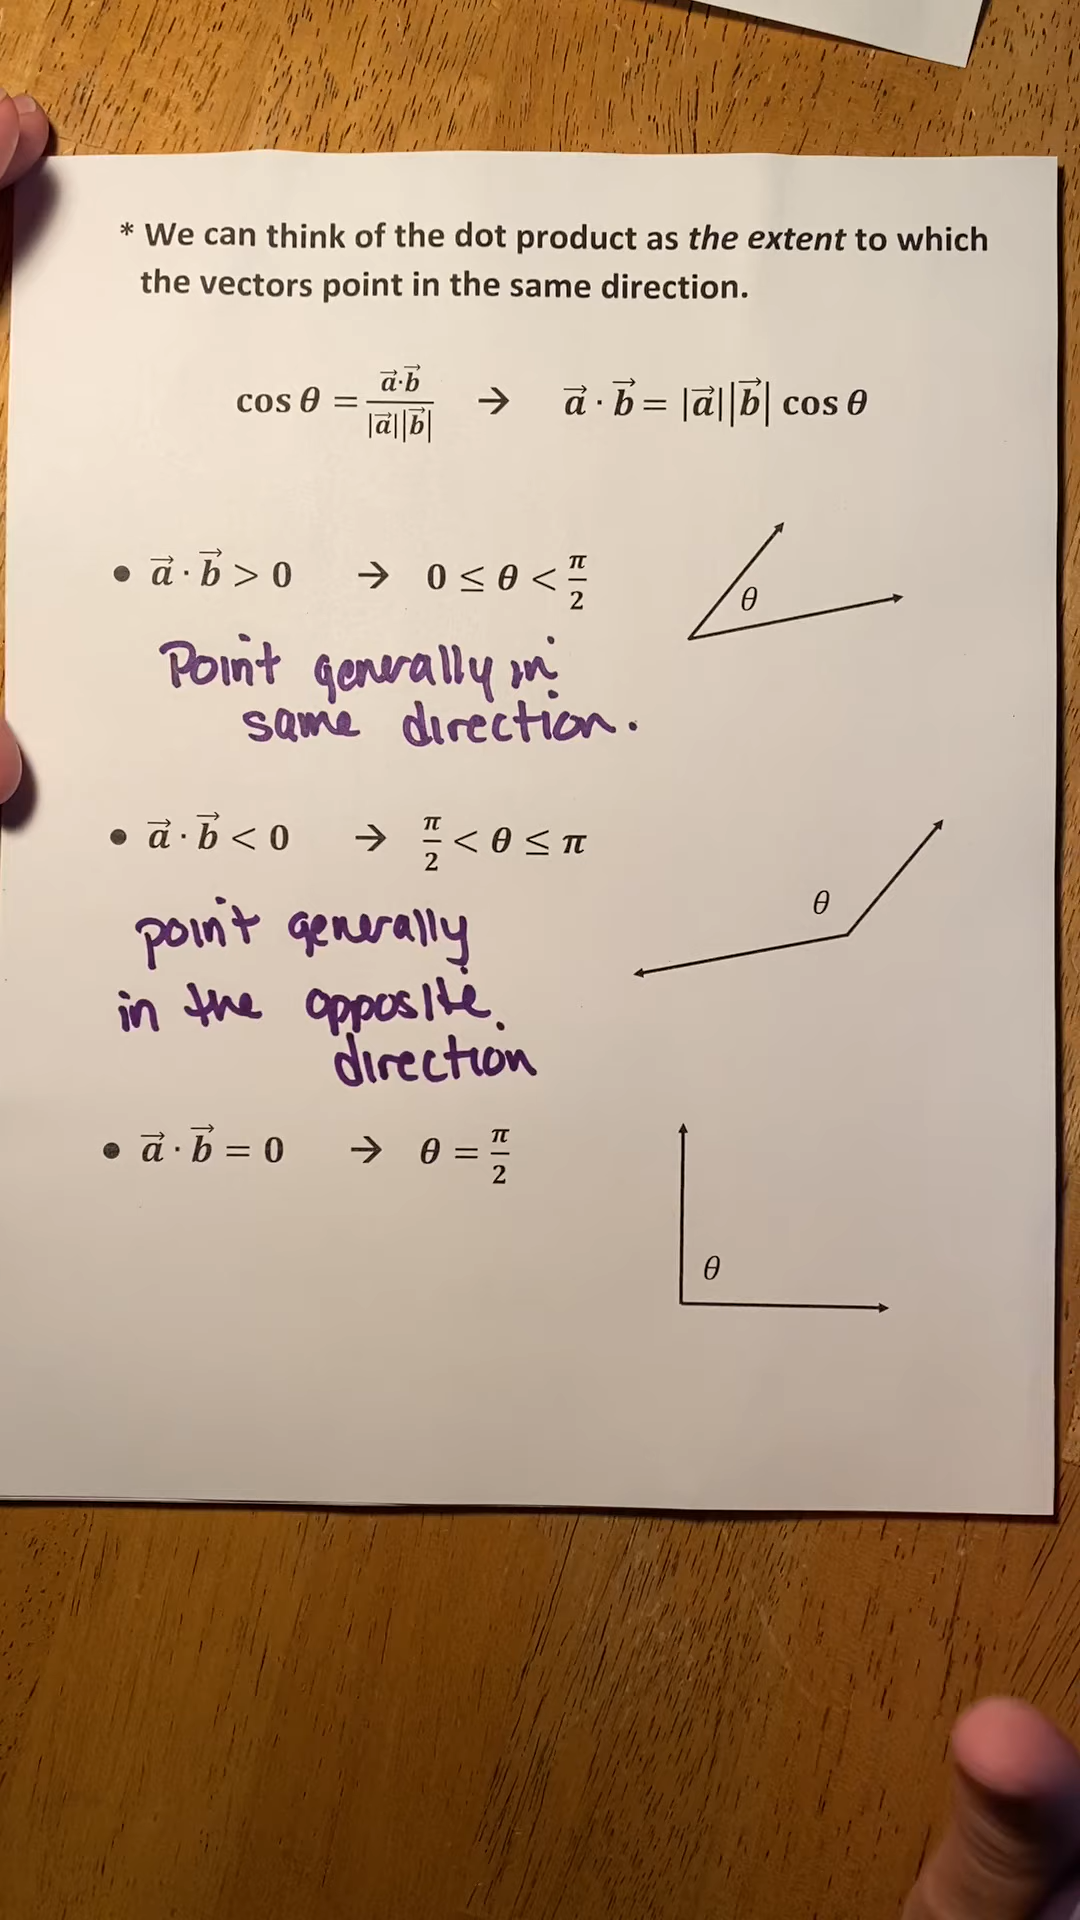 * We can think of the dot product as the extent to which
the vectors point in the same direction.
cos θ = a⃗·b⃗ / |a⃗||b⃗| → a⃗ · b⃗ = |a⃗||b⃗| cos θ
• a⃗ · b⃗ > 0 → 0 ≤ θ < π/2
θ
Point generally in
same direction.
• a⃗ · b⃗ < 0 → π/2 < θ ≤ π
θ
point generally
in the opposite
direction
• a⃗ · b⃗ = 0 → θ = π/2
θ